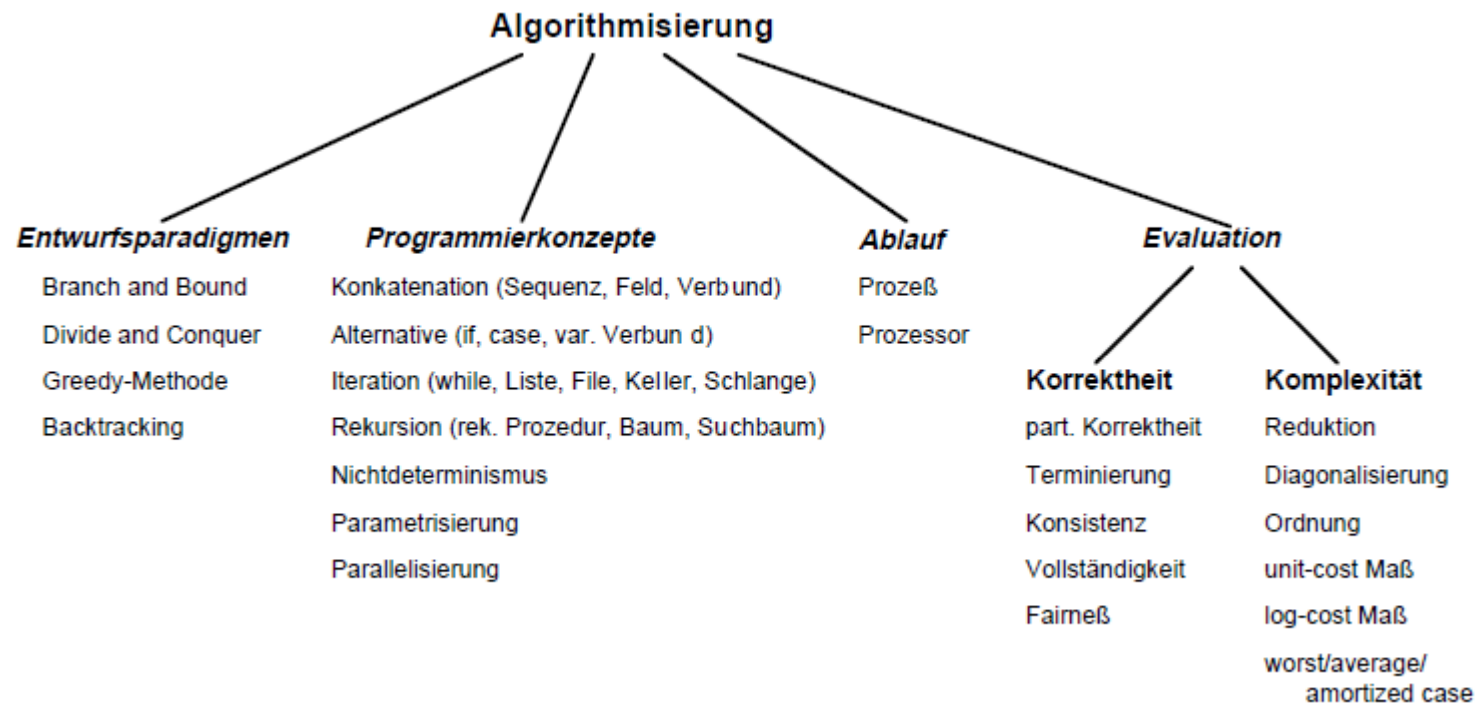 Algorithmisierung
Entwurfsparadigmen
Branch and Bound
Divide and Conquer
Greedy-Methode
Backtracking
Programmierkonzepte
Konkatenation (Sequenz, Feld, Verbund)
Alternative (if, case, var. Verbun d)
Iteration (while, Liste, File, Keller, Schlange)
Rekursion (rek. Prozedur, Baum, Suchbaum)
Nichtdeterminismus
Parametrisierung
Parallelisierung
Ablauf
Prozeß
Prozessor
Evaluation
Korrektheit
part. Korrektheit
Terminierung
Konsistenz
Vollständigkeit
Fairneß
Komplexität
Reduktion
Diagonalisierung
Ordnung
unit-cost Maß
log-cost Maß
worst/average/
amortized case